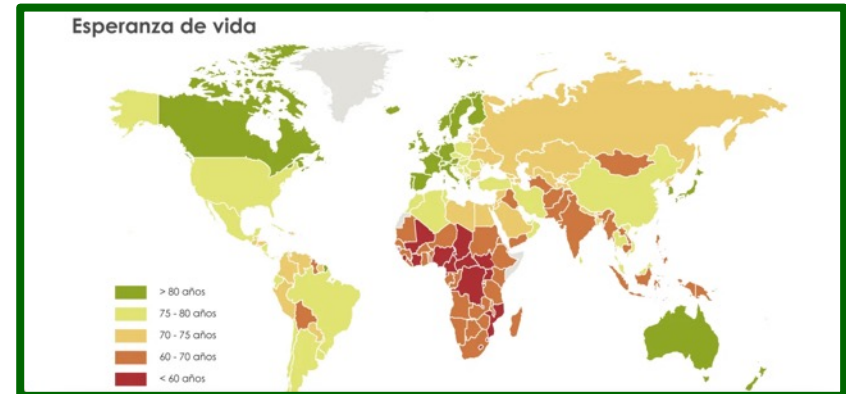 Esperanza de vida
> 80 años
75 - 80 años
70 - 75 años
60 - 70 años
< 60 años